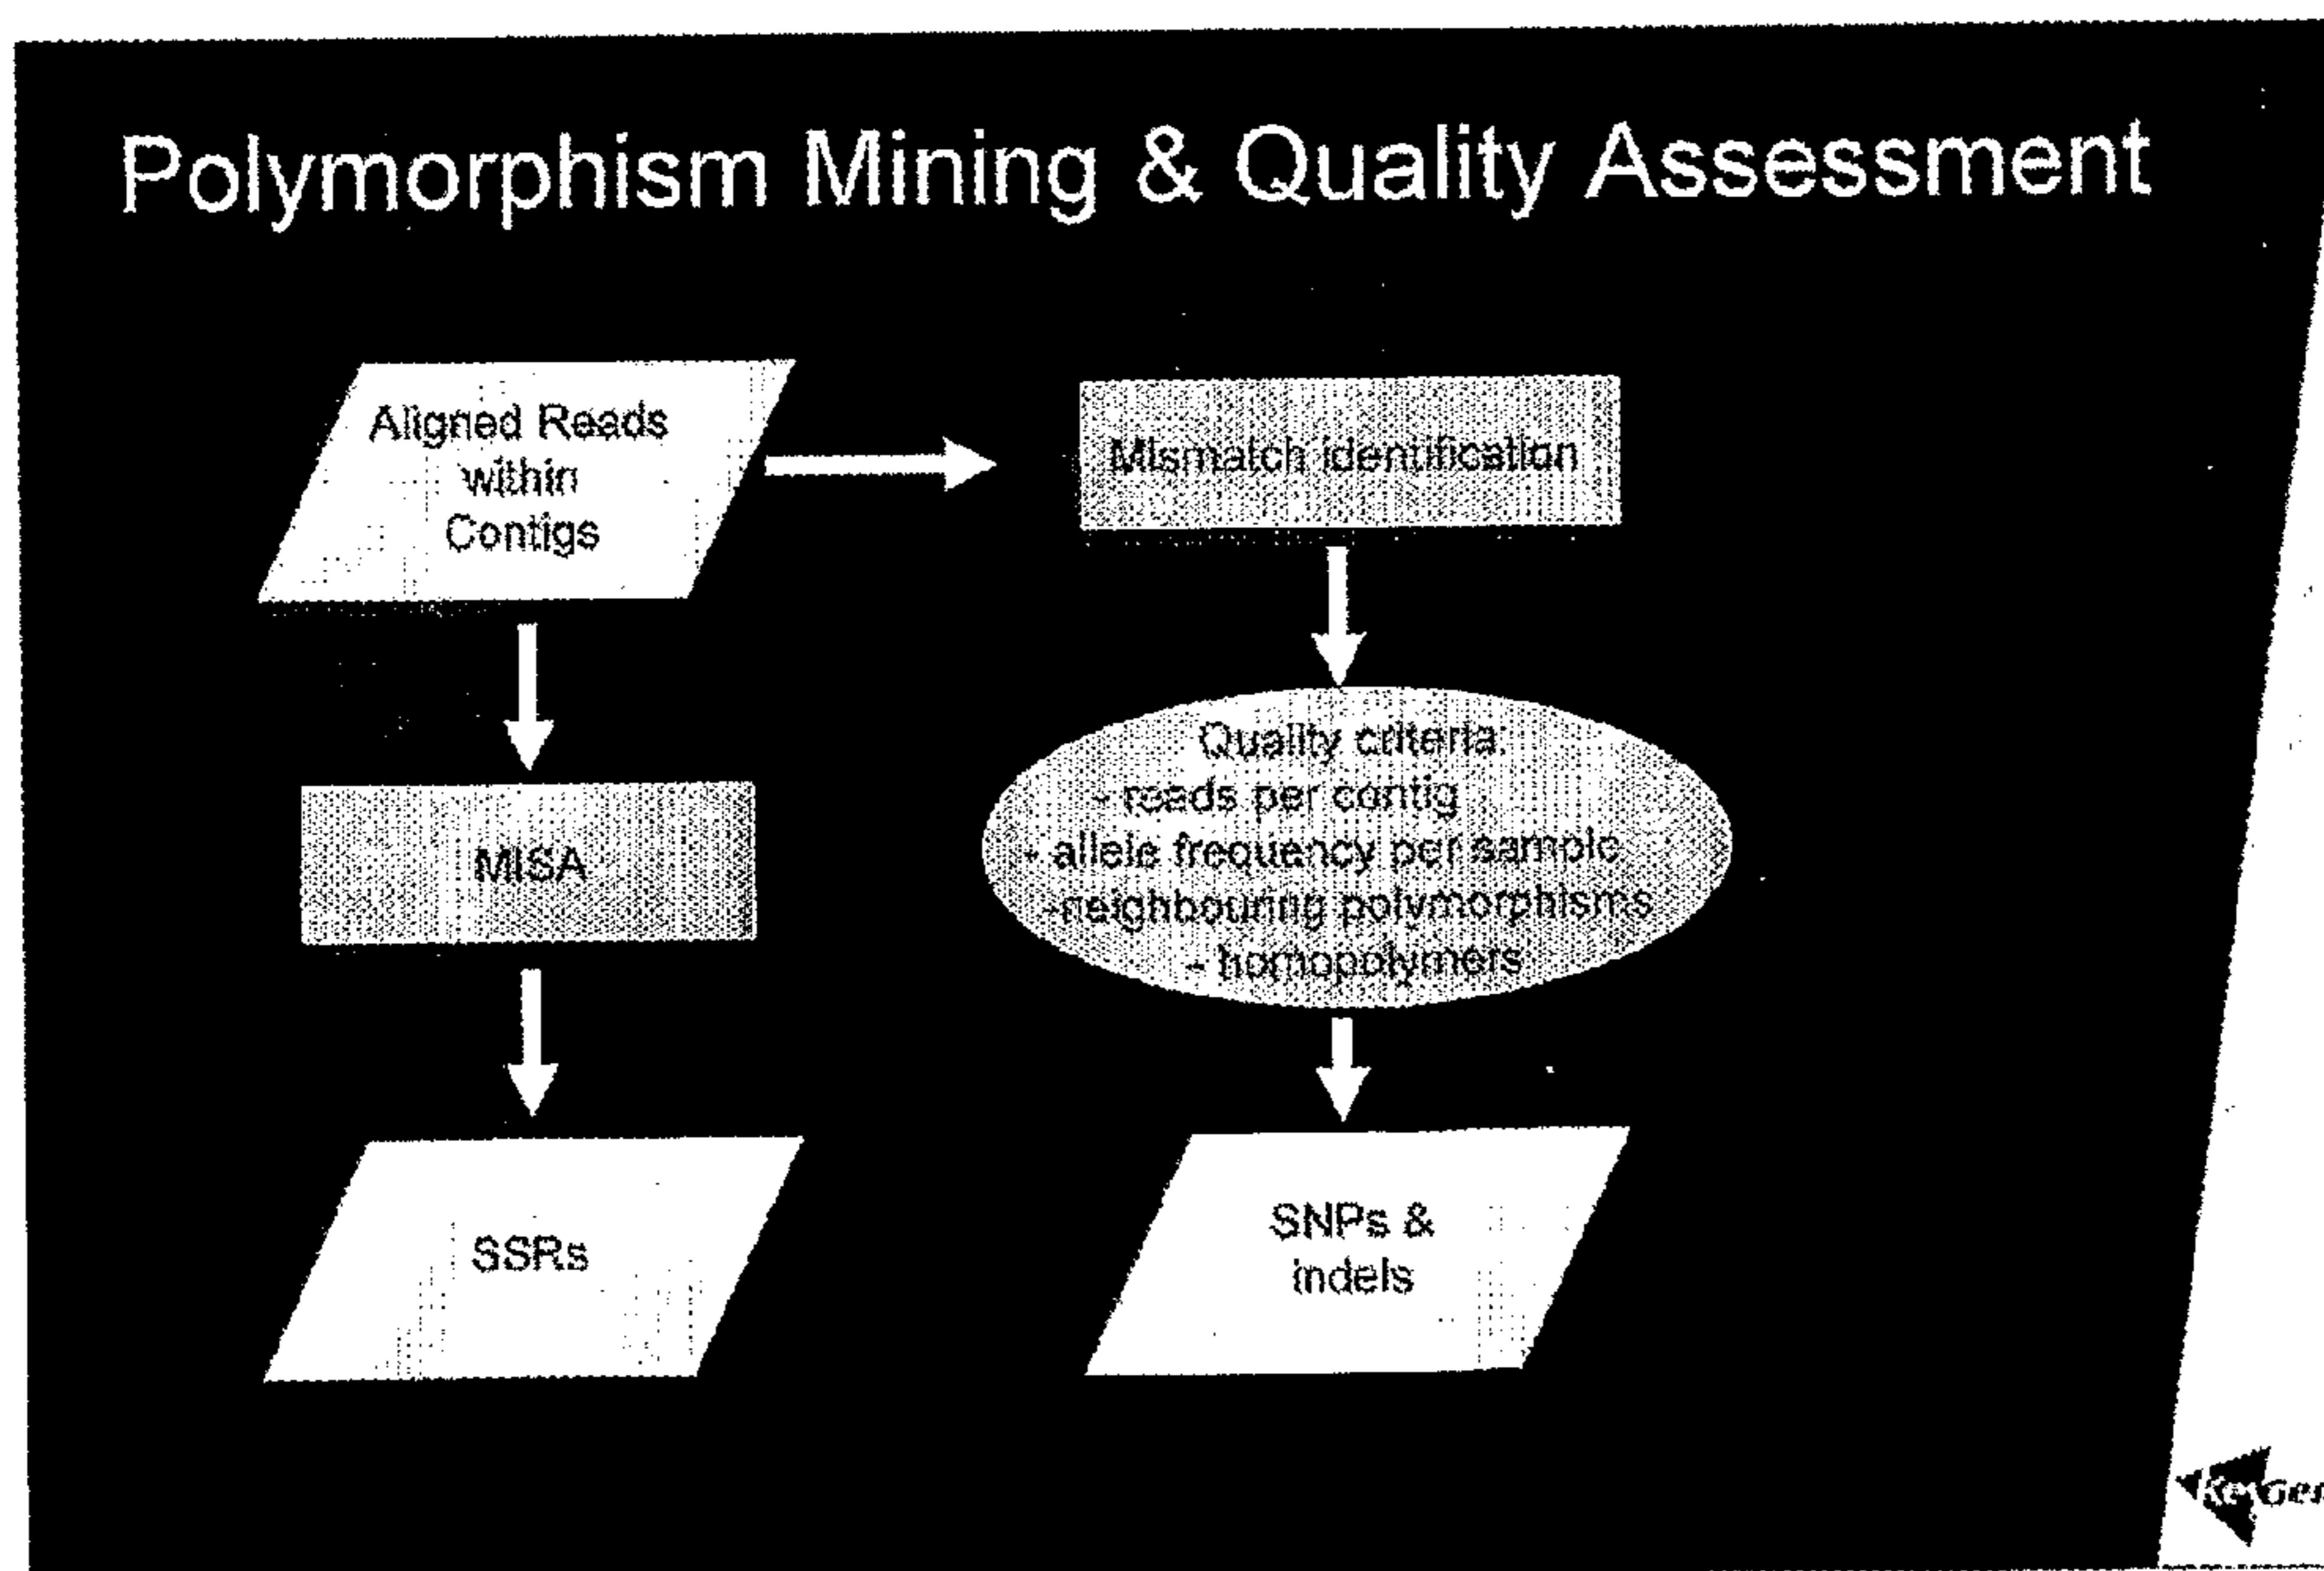 Polymorphism Mining & Quality Assessment
Aligned Reads
within
Contigs
Mismatch identification
Quality criteria:
- reads per contig
- allele frequency per sample
-neighbouring polymorphisms
- homopolymers
MISA
SSRs
SNPs &
indels